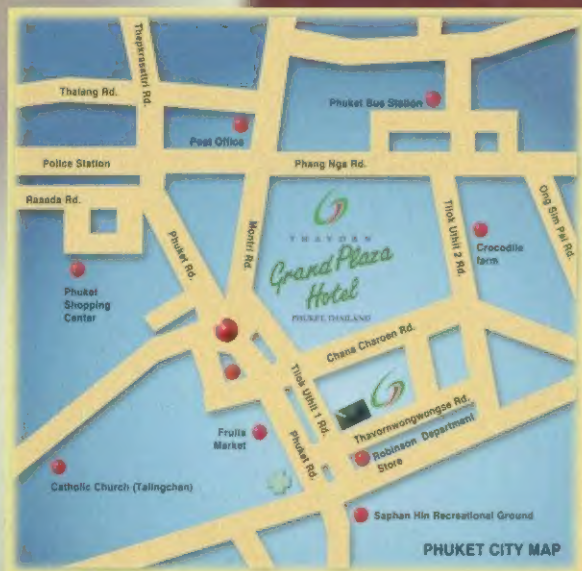 Thepkrasattri Rd.
Thalang Rd.
Post Office
Phuket Bus Station
Police Station
Phang Nga Rd.
Rasada Rd.
Phuket Rd.
Montri Rd.
Tilok Uthit 2 Rd.
Ong Sim Pai Rd.
Crocodile
farm
Phuket
Shopping
Center
THAVORN
Grand Plaza
Hotel
PHUKET, THAILAND
Chana Charoen Rd.
Tilok Uthit 1 Rd.
Thavornwongwongse Rd.
Fruits
Market
Phuket Rd.
Robinson Department
Store
Catholic Church (Talingchan)
Saphan Hin Recreational Ground
PHUKET CITY MAP